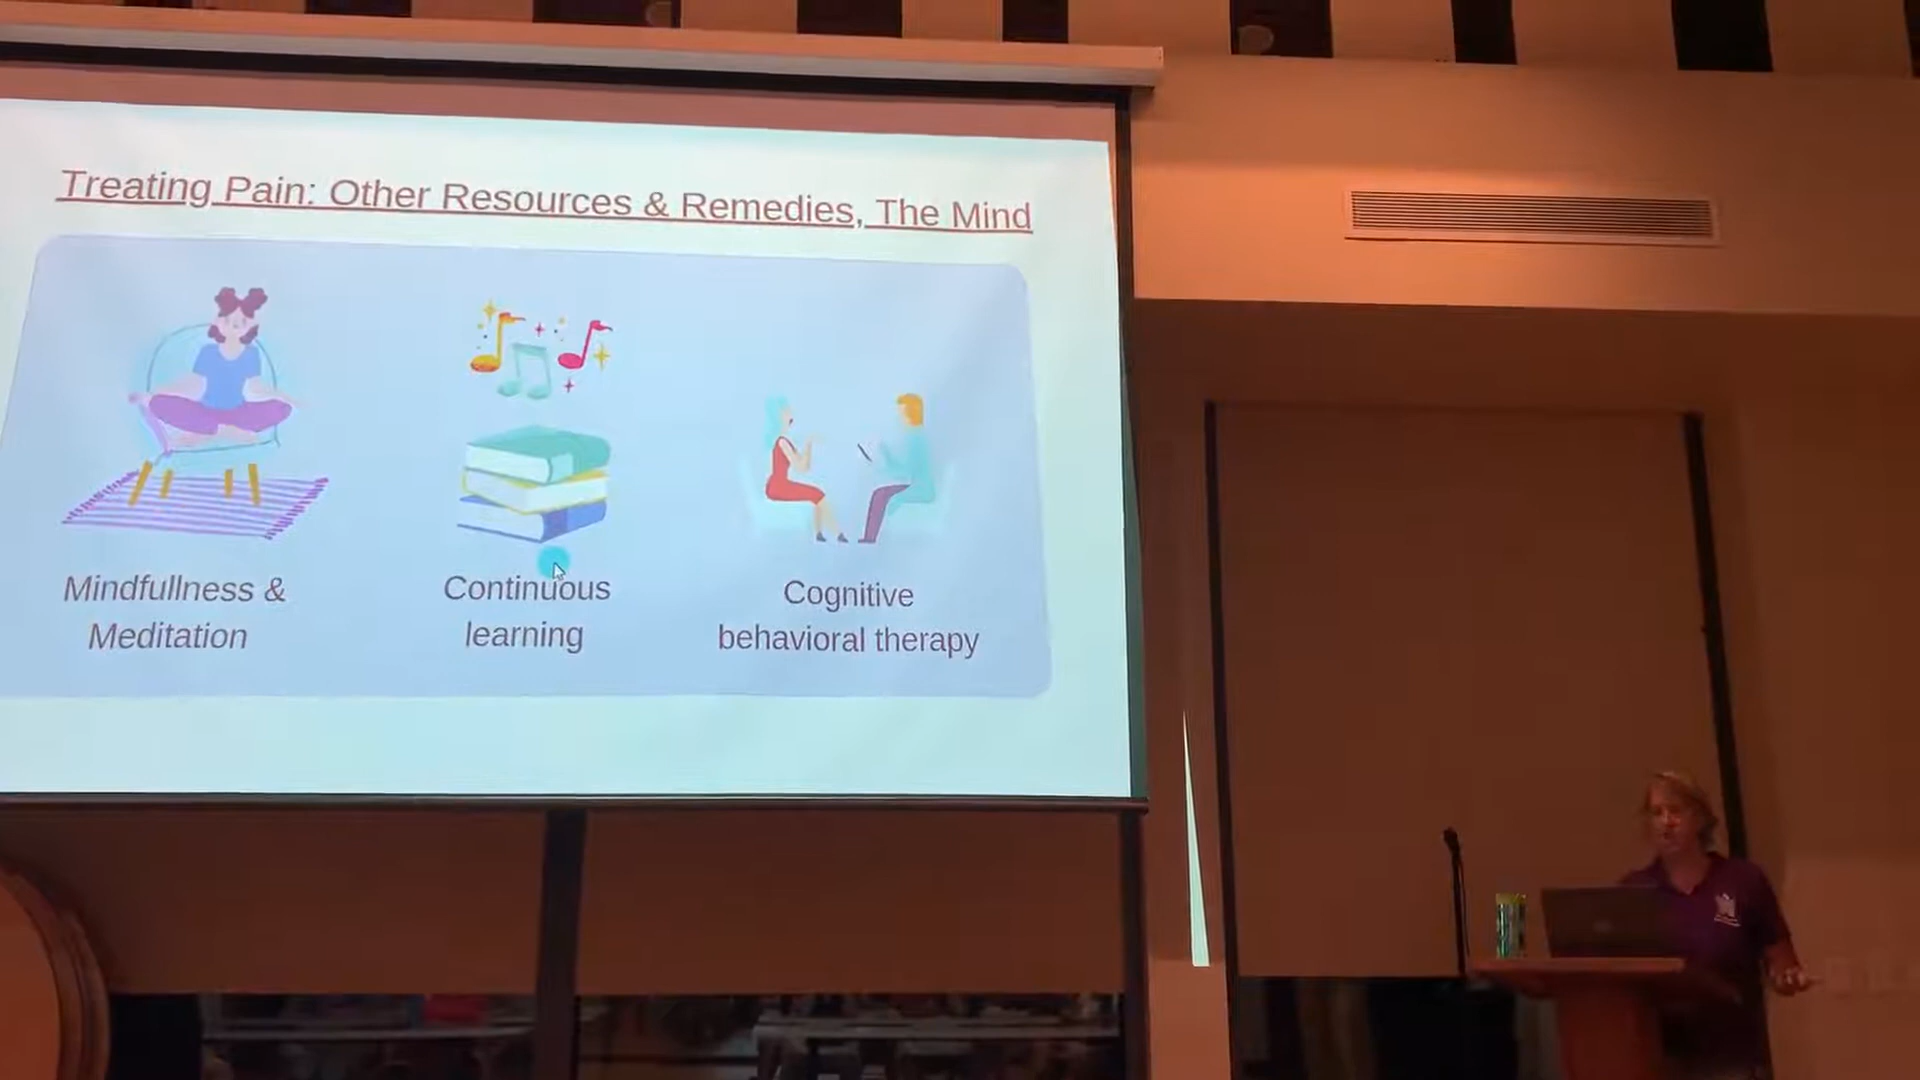 Treating Pain: Other Resources & Remedies, The Mind
Mindfullness &
Meditation
Continuous
learning
Cognitive
behavioral therapy